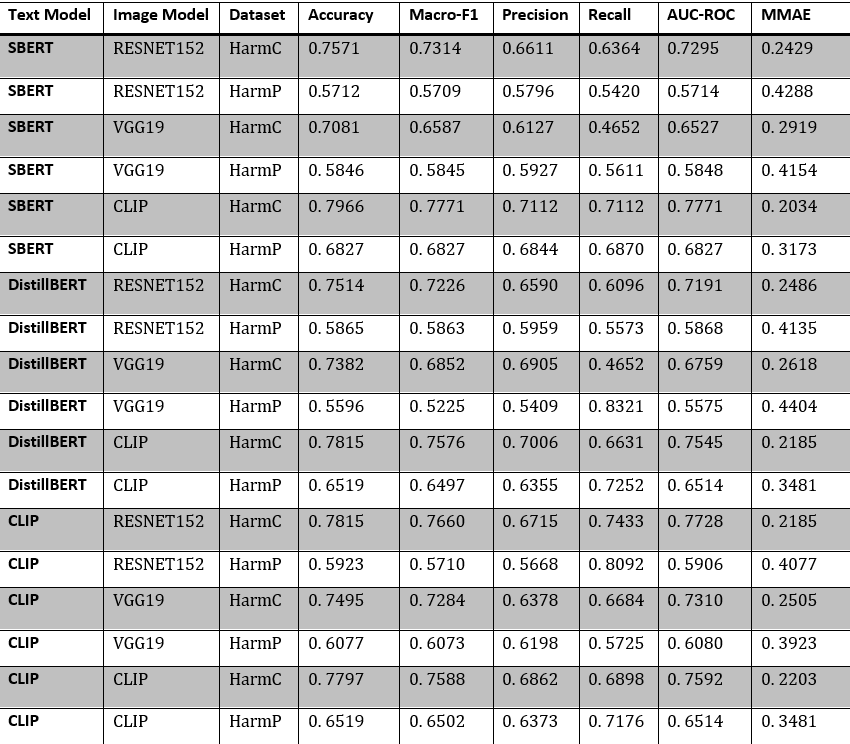 Text Model Image Model Dataset Accuracy Macro-F1 Precision Recall AUC-ROC MMAE
SBERT RESNET152 HarmC 0.7571 0.7314 0.6611 0.6364 0.7295 0.2429
SBERT RESNET152 HarmP 0.5712 0.5709 0.5796 0.5420 0.5714 0.4288
SBERT VGG19 HarmC 0.7081 0.6587 0.6127 0.4652 0.6527 0. 2919
SBERT VGG19 HarmP 0. 5846 0. 5845 0. 5927 0. 5611 0. 5848 0. 4154
SBERT CLIP HarmC 0. 7966 0. 7771 0. 7112 0. 7112 0. 7771 0. 2034
SBERT CLIP HarmP 0. 6827 0. 6827 0. 6844 0. 6870 0. 6827 0. 3173
DistillBERT RESNET152 HarmC 0. 7514 0. 7226 0. 6590 0. 6096 0. 7191 0. 2486
DistillBERT RESNET152 HarmP 0. 5865 0. 5863 0. 5959 0. 5573 0. 5868 0. 4135
DistillBERT VGG19 HarmC 0. 7382 0. 6852 0. 6905 0. 4652 0. 6759 0. 2618
DistillBERT VGG19 HarmP 0. 5596 0. 5225 0. 5409 0. 8321 0. 5575 0. 4404
DistillBERT CLIP HarmC 0. 7815 0. 7576 0. 7006 0. 6631 0. 7545 0. 2185
DistillBERT CLIP HarmP 0. 6519 0. 6497 0. 6355 0. 7252 0. 6514 0. 3481
CLIP RESNET152 HarmC 0. 7815 0. 7660 0. 6715 0. 7433 0. 7728 0. 2185
CLIP RESNET152 HarmP 0. 5923 0. 5710 0. 5668 0. 8092 0. 5906 0. 4077
CLIP VGG19 HarmC 0. 7495 0. 7284 0. 6378 0. 6684 0. 7310 0. 2505
CLIP VGG19 HarmP 0. 6077 0. 6073 0. 6198 0. 5725 0. 6080 0. 3923
CLIP CLIP HarmC 0. 7797 0. 7588 0. 6862 0. 6898 0. 7592 0. 2203
CLIP CLIP HarmP 0. 6519 0. 6502 0. 6373 0. 7176 0. 6514 0. 3481